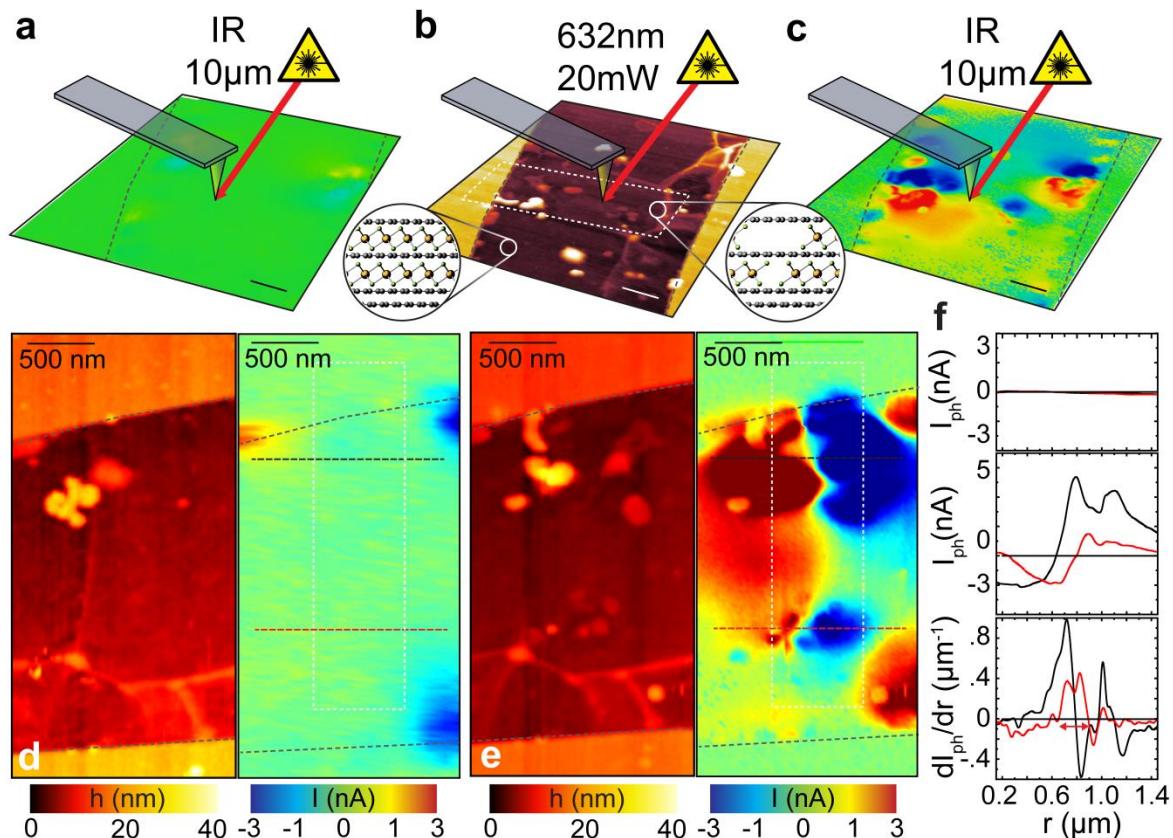 a
IR
10µm
b
632nm
20mW
c
IR
10µm
500 nm
500 nm
d
500 nm
e
500 nm
h (nm)
0 20 40
I (nA)
-3 -1 0 1 3
h (nm)
0 20 40
I (nA)
-3 -1 0 1 3
f
Iph(nA)
3
0
-3
Iph(nA)
5
0
-3
dIph/dr (µm⁻¹)
.8
.4
0
.4
0.2 0.6 1.0 1.4
r (µm)